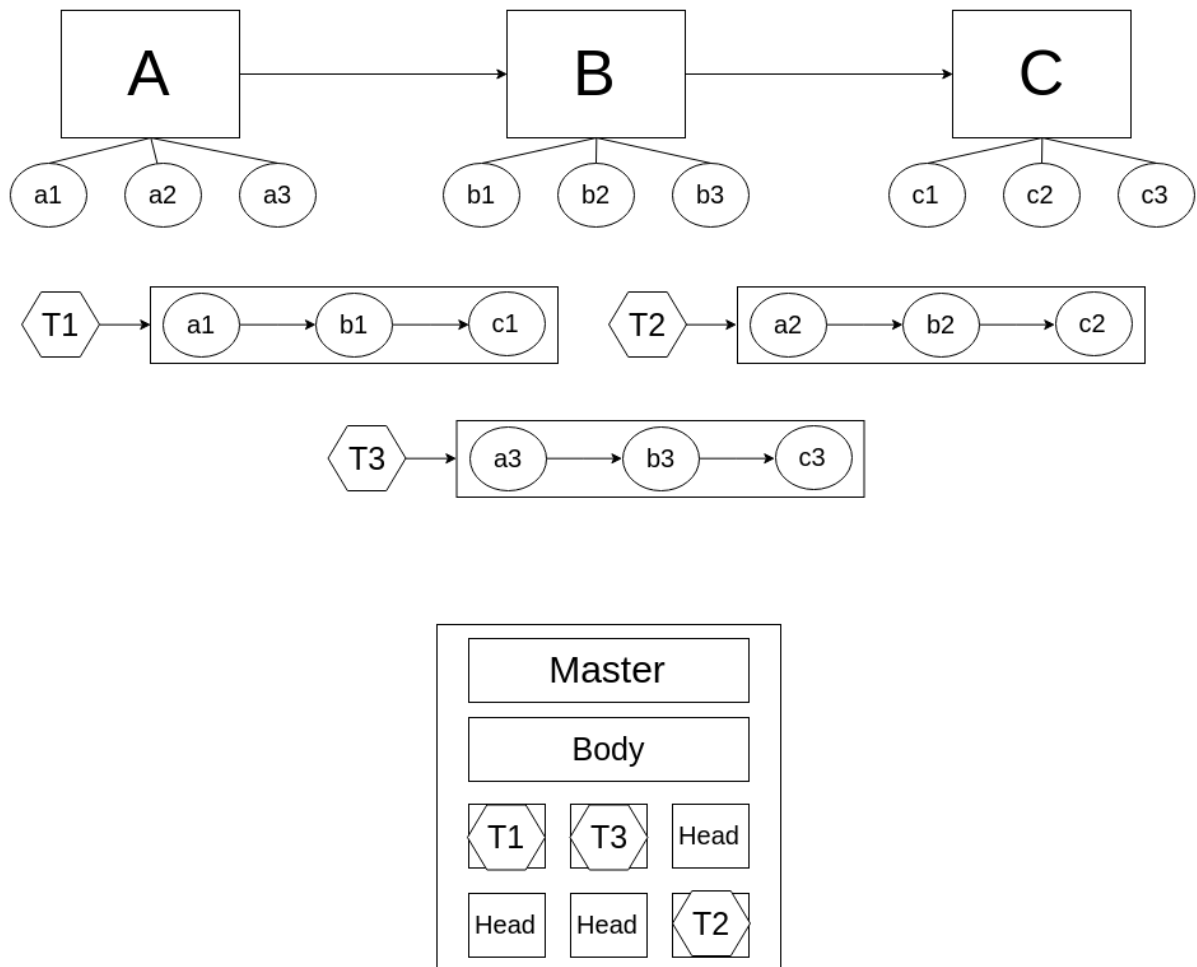 A B C
a1 a2 a3 b1 b2 b3 c1 c2 c3
T1 a1 b1 c1 T2 a2 b2 c2
T3 a3 b3 c3
Master
Body
T1 T3 Head
Head Head T2